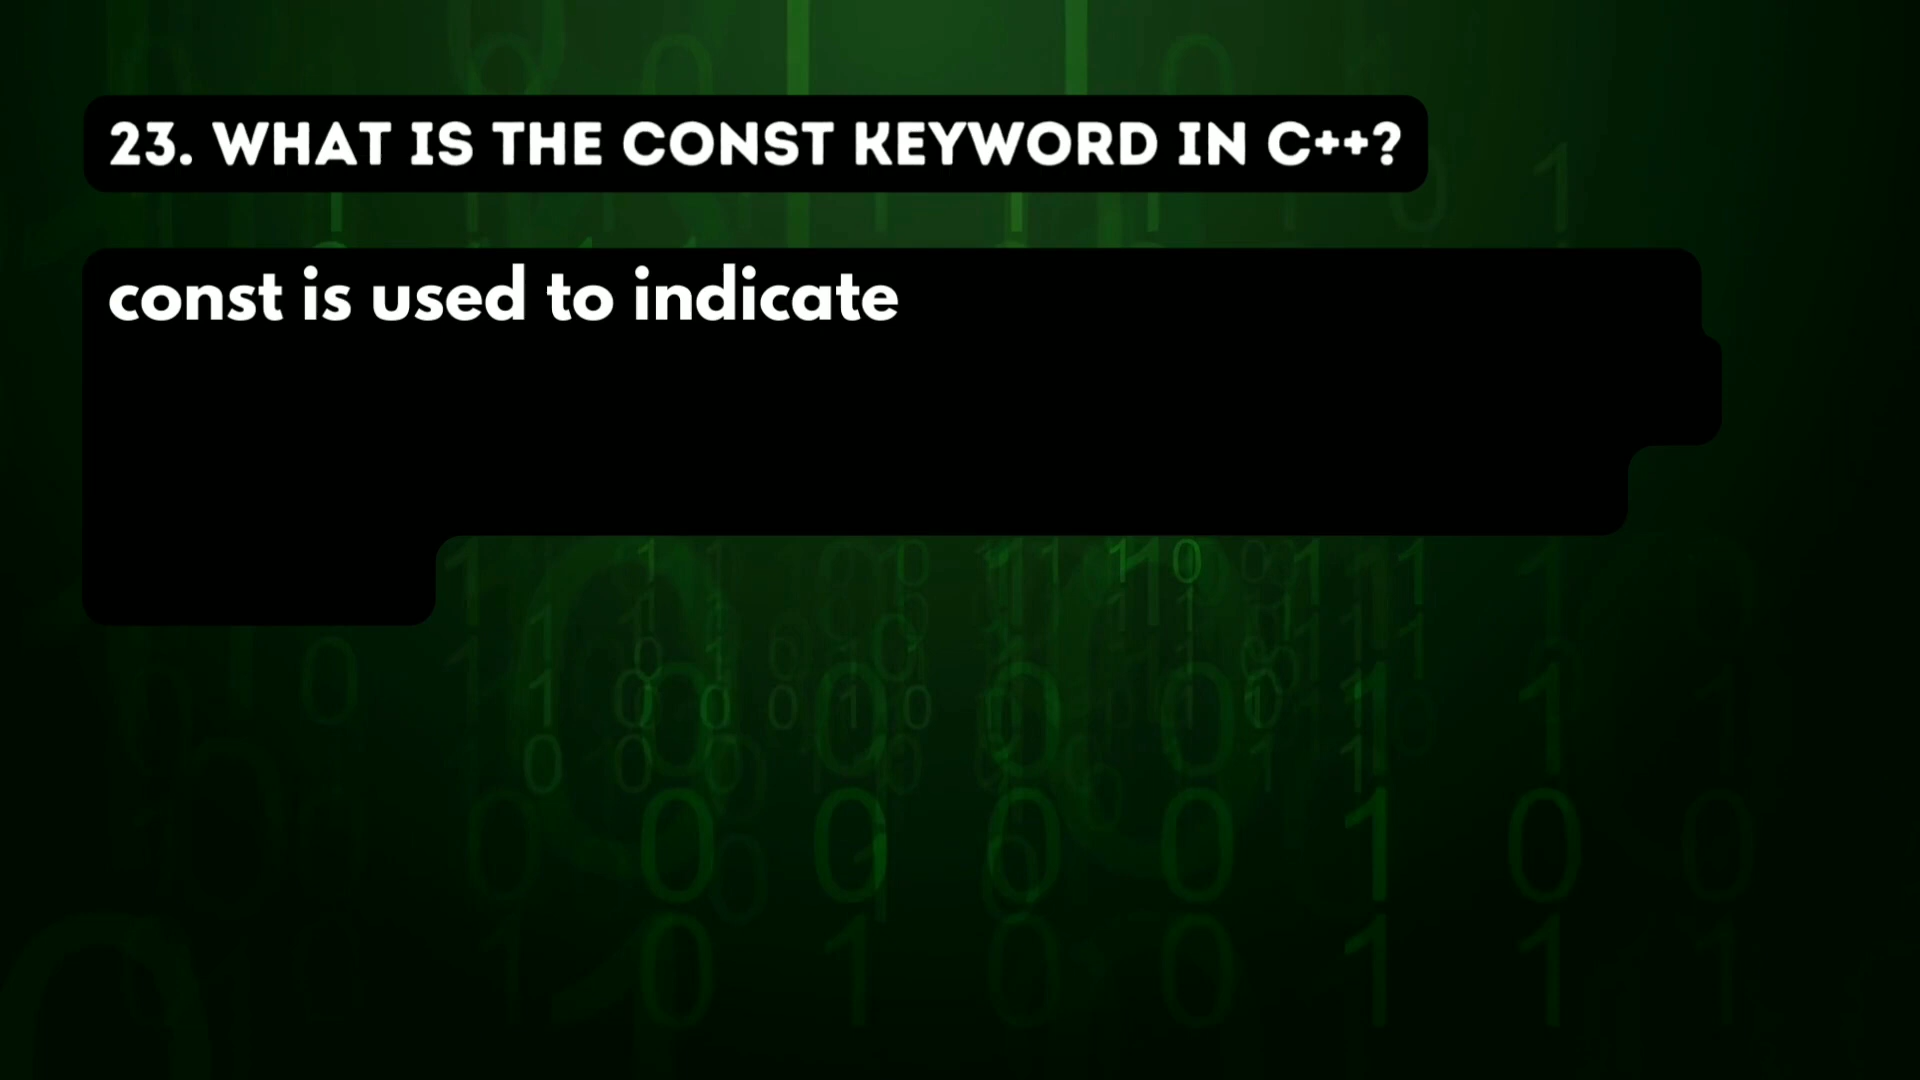 23. WHAT IS THE CONST KEYWORD IN C++?
const is used to indicate